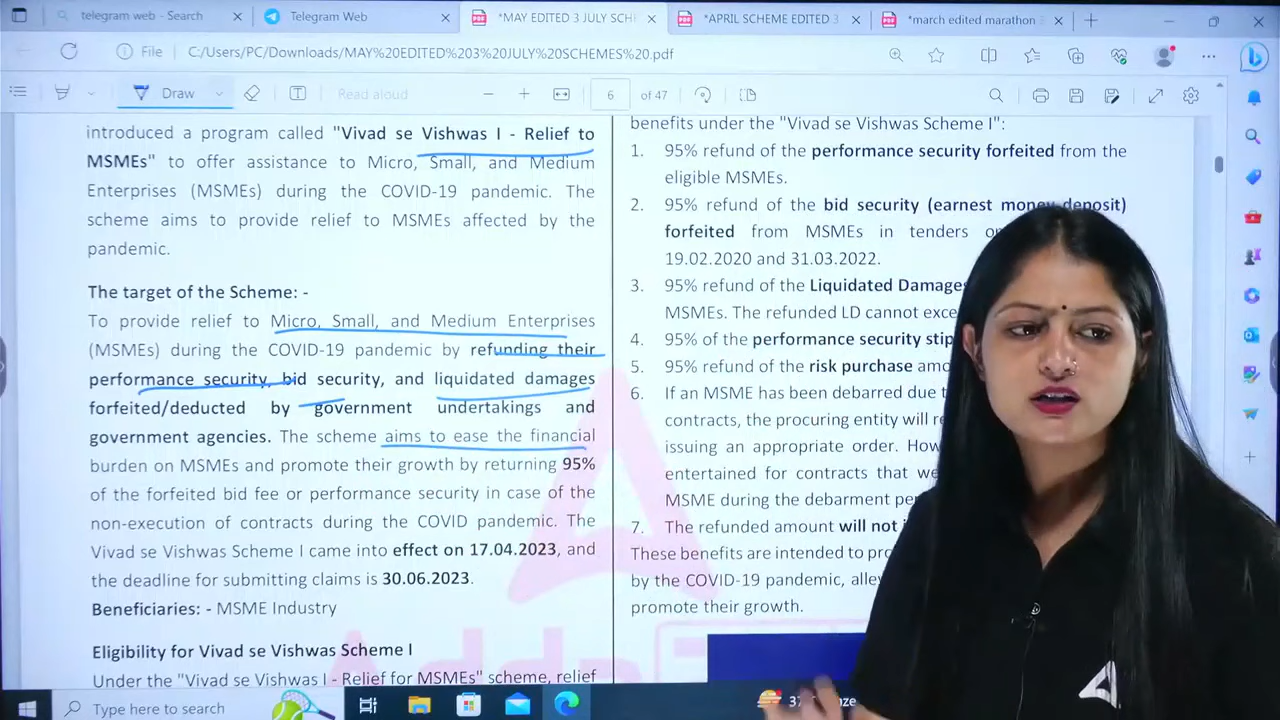 telegram web - Search
Telegram Web
*MAY EDITED 3 JULY SCHE
*APRIL SCHEME EDITED 3
*march edited marathon
File
C:/Users/PC/Downloads/MAY%20EDITED%203%20JULY%20SCHEMES%20.pdf
Draw
Read aloud
6
of 47
introduced a program called "Vivad se Vishwas I - Relief to
MSMEs" to offer assistance to Micro, Small, and Medium
Enterprises (MSMEs) during the COVID-19 pandemic. The
scheme aims to provide relief to MSMEs affected by the
pandemic.
The target of the Scheme: -
To provide relief to Micro, Small, and Medium Enterprises
(MSMEs) during the COVID-19 pandemic by refunding their
performance security, bid security, and liquidated damages
forfeited/deducted by government undertakings and
government agencies. The scheme aims to ease the financial
burden on MSMEs and promote their growth by returning 95%
of the forfeited bid fee or performance security in case of the
non-execution of contracts during the COVID pandemic. The
Vivad se Vishwas Scheme I came into effect on 17.04.2023, and
the deadline for submitting claims is 30.06.2023.
Beneficiaries: - MSME Industry
Eligibility for Vivad se Vishwas Scheme I
Under the "Vivad se Vishwas I - Relief for MSMEs" scheme, relief
benefits under the "Vivad se Vishwas Scheme I":
1. 95% refund of the performance security forfeited from the
eligible MSMEs.
2. 95% refund of the bid security (earnest money deposit)
forfeited from MSMEs in tenders
19.02.2020 and 31.03.2022.
3. 95% refund of the Liquidated Damages
MSMEs. The refunded LD cannot exce
4. 95% of the performance security stip
5. 95% refund of the risk purchase amo
6. If an MSME has been debarred due t
contracts, the procuring entity will re
issuing an appropriate order. How
entertained for contracts that we
MSME during the debarment pe
7. The refunded amount will not i
These benefits are intended to pro
by the COVID-19 pandemic, alle
promote their growth.
Type here to search